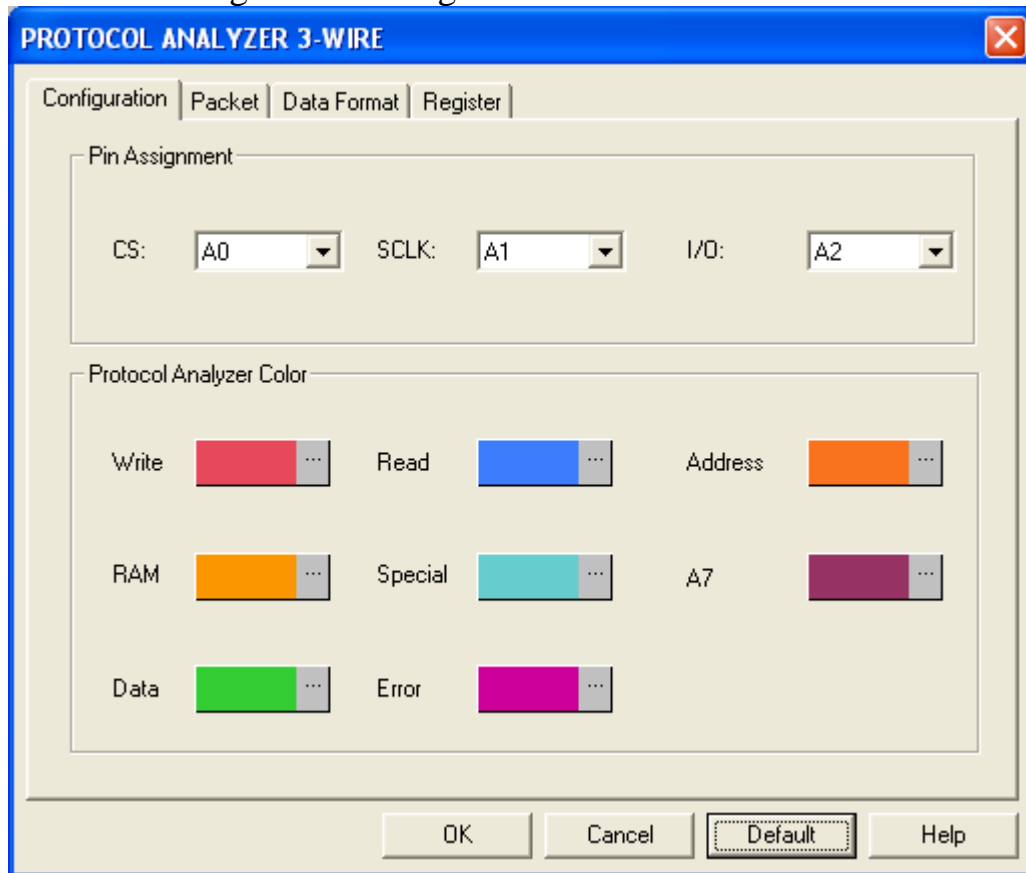 PROTOCOL ANALYZER 3-WIRE
Configuration Packet Data Format Register
Pin Assignment
CS: A0 SCLK: A1 I/O: A2
Protocol Analyzer Color
Write ... Read ... Address ...
RAM ... Special ... A7 ...
Data ... Error ...
OK Cancel Default Help